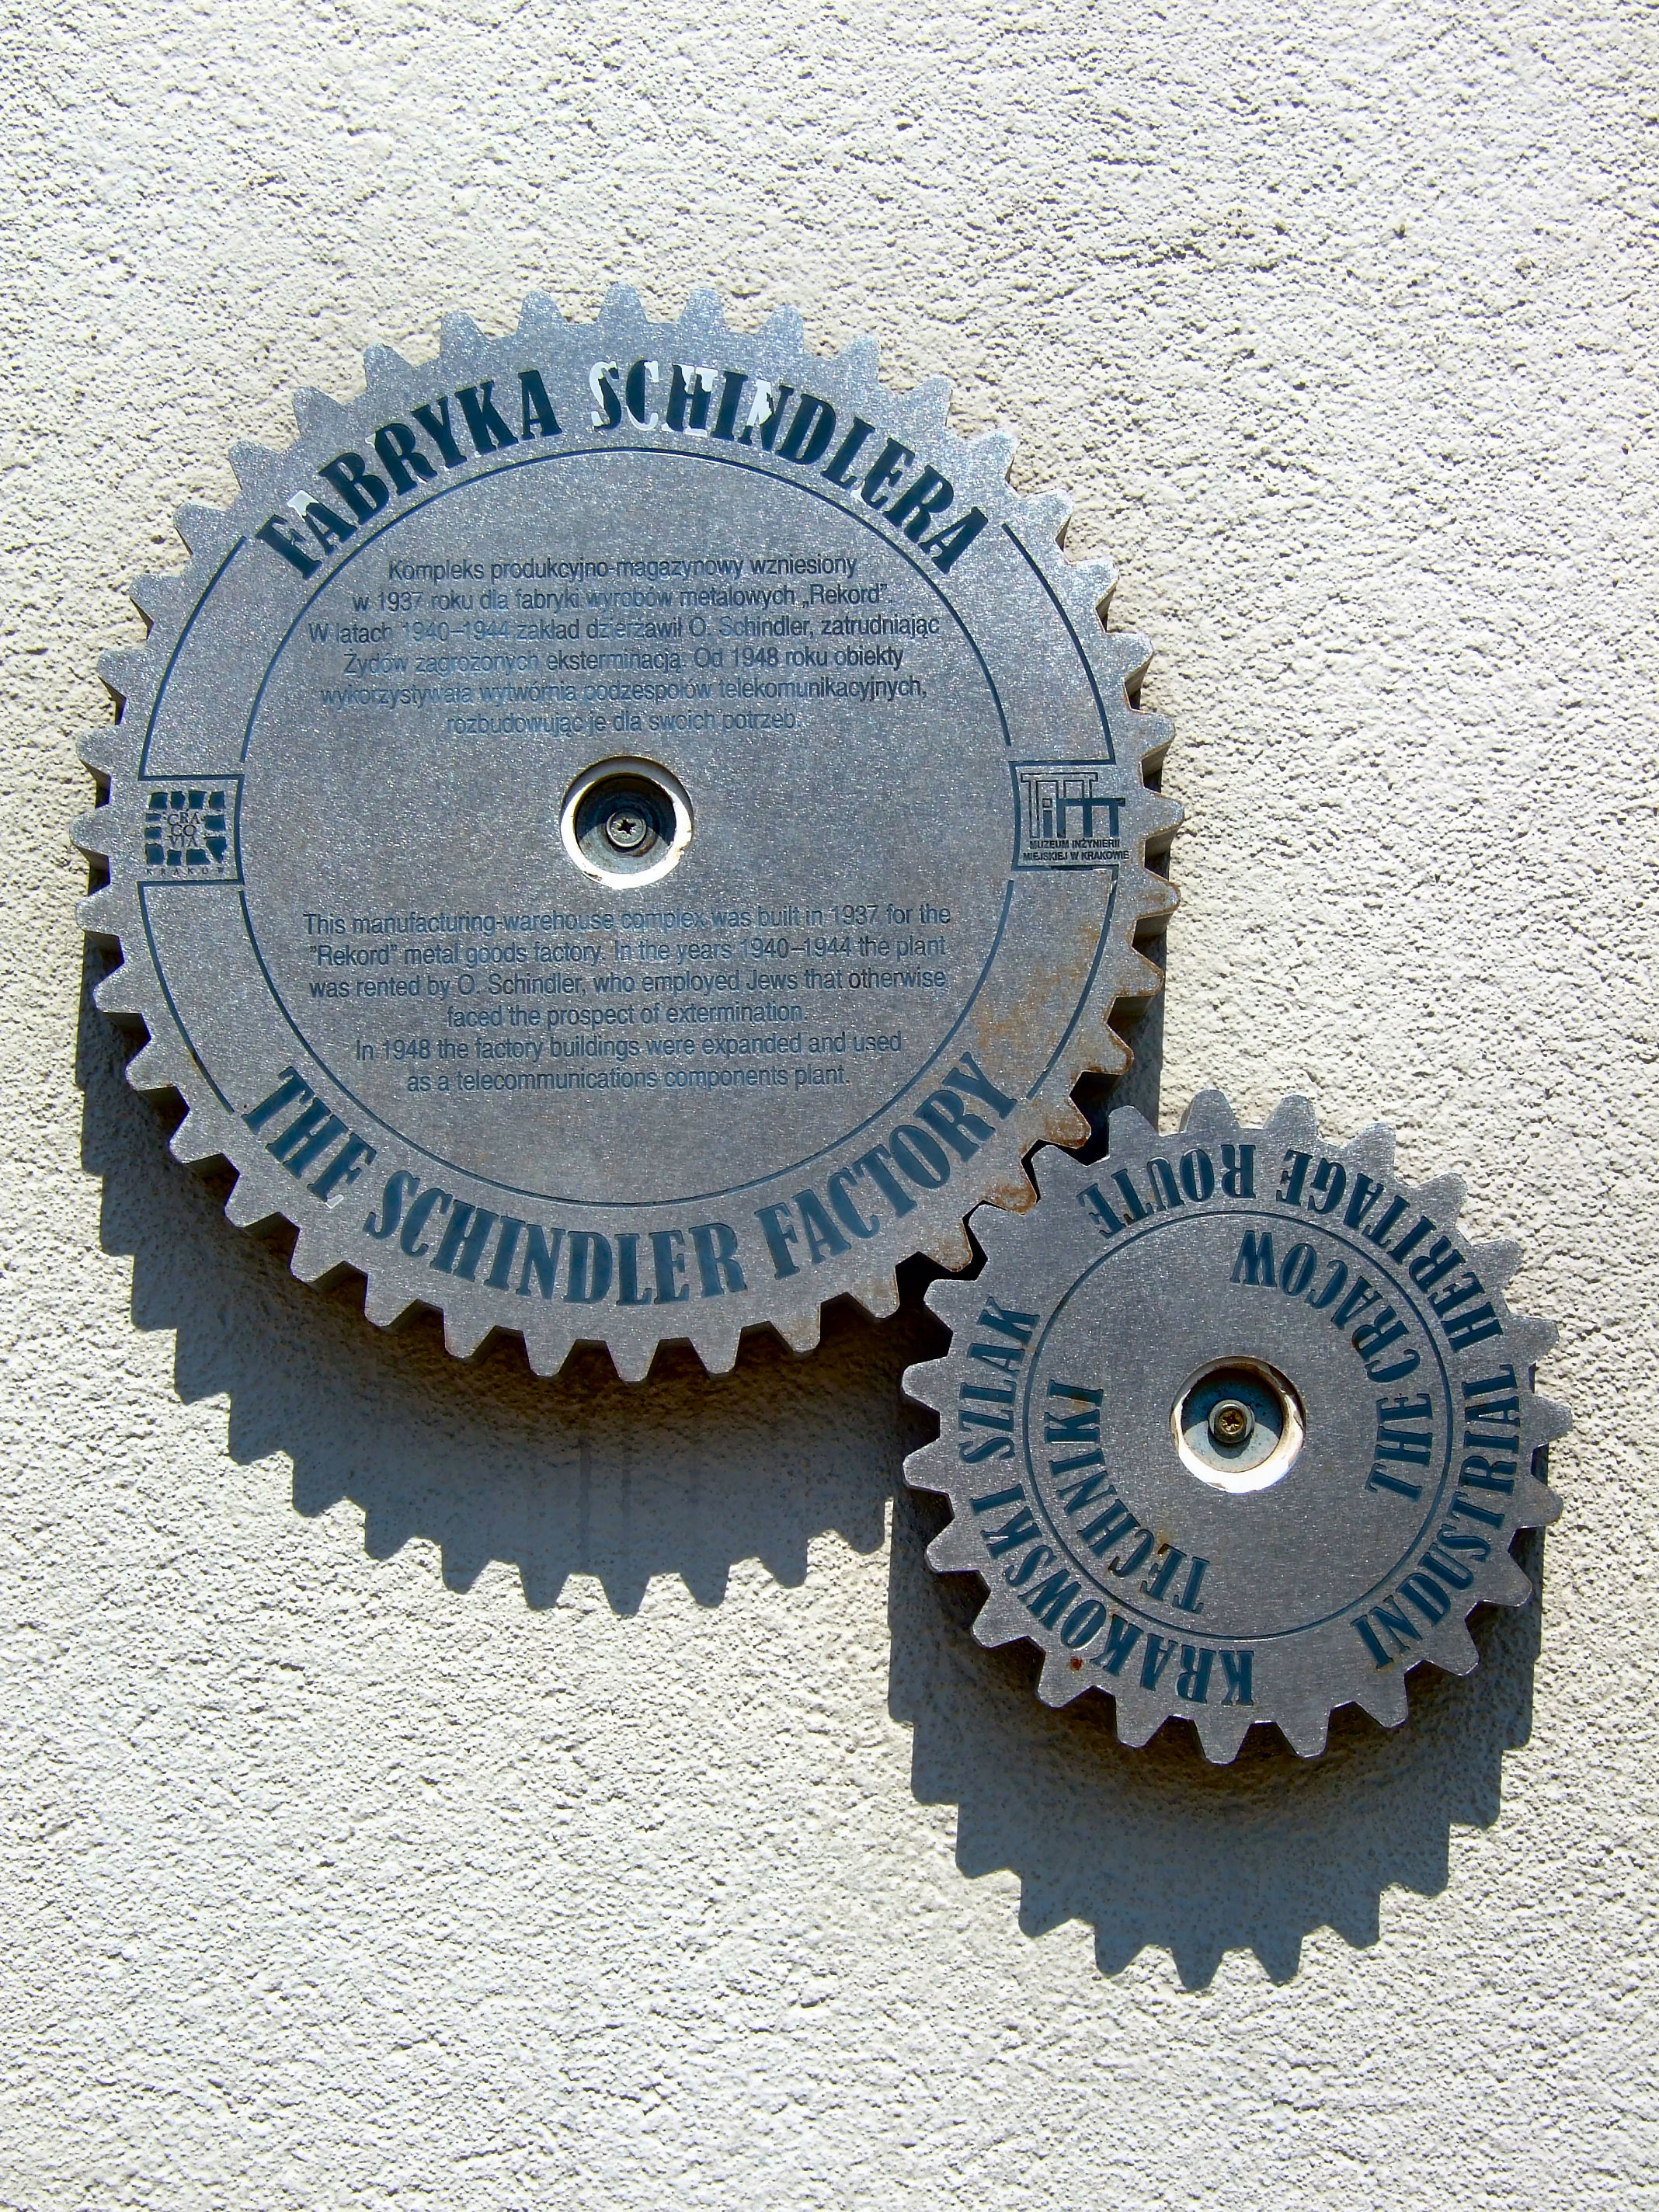 FABRYKA SCHINDLERA
Kompleks produkcyjno-magazynowy wzniesiony
w 1937 roku dla fabryki wyrobów metalowych „Rekord”.
W latach 1940–1944 zakład dzierżawił O. Schindler, zatrudniając
Żydów zagrożonych eksterminacją. Od 1948 roku obiekty
wykorzystywała wytwórnia podzespołów telekomunikacyjnych,
rozbudowując je dla swoich potrzeb.
CRA
CO
VIA
KRAKÓW
im
MUZEUM INŻYNIERII
MIEJSKIEJ W KRAKOWIE
This manufacturing-warehouse complex was built in 1937 for the
"Rekord" metal goods factory. In the years 1940–1944 the plant
was rented by O. Schindler, who employed Jews that otherwise
faced the prospect of extermination.
In 1948 the factory buildings were expanded and used
as a telecommunications components plant.
THE SCHINDLER FACTORY
KRAKOWSKI SZLAK
TECHNIKI
THE CRACOW
INDUSTRIAL HERITAGE ROUTE